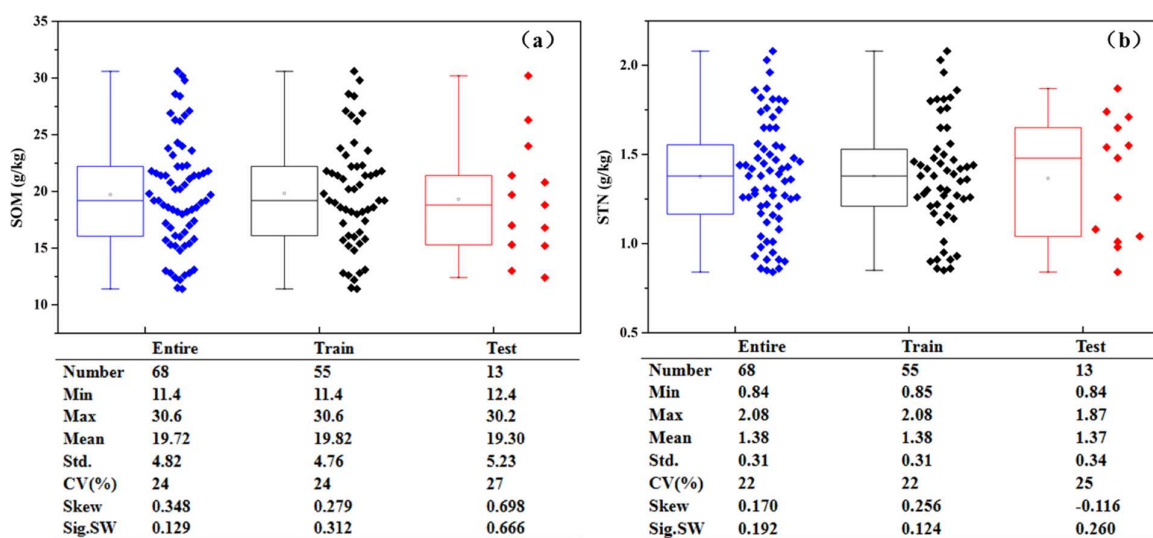 (a)
SOM (g/kg)
35
30
25
20
15
10
Entire Train Test
Number 68 55 13
Min 11.4 11.4 12.4
Max 30.6 30.6 30.2
Mean 19.72 19.82 19.30
Std. 4.82 4.76 5.23
CV(%) 24 24 27
Skew 0.348 0.279 0.698
Sig.SW 0.129 0.312 0.666
(b)
STN (g/kg)
2.0
1.5
1.0
0.5
Entire Train Test
Number 68 55 13
Min 0.84 0.85 0.84
Max 2.08 2.08 1.87
Mean 1.38 1.38 1.37
Std. 0.31 0.31 0.34
CV(%) 22 22 25
Skew 0.170 0.256 -0.116
Sig.SW 0.192 0.124 0.260